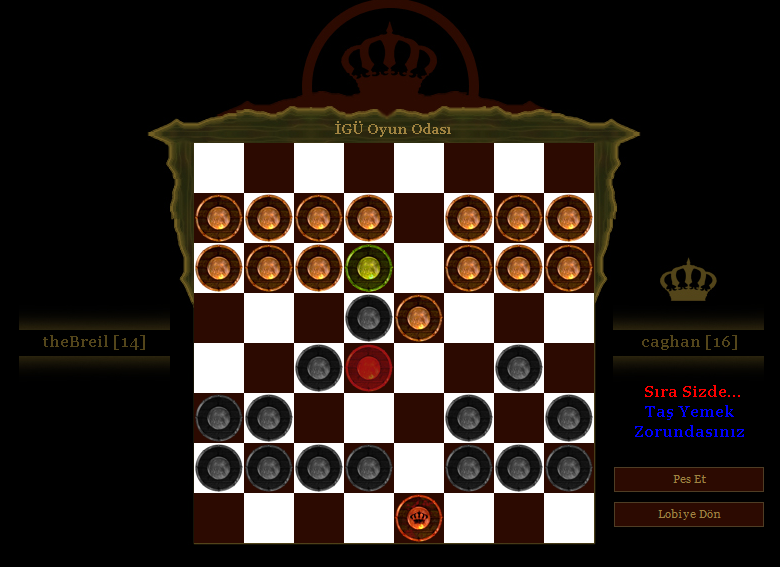 İGÜ Oyun Odası
theBreil [14]
caghan [16]
Sıra Sizde...
Taş Yemek
Zorundasınız
Pes Et
Lobiye Dön